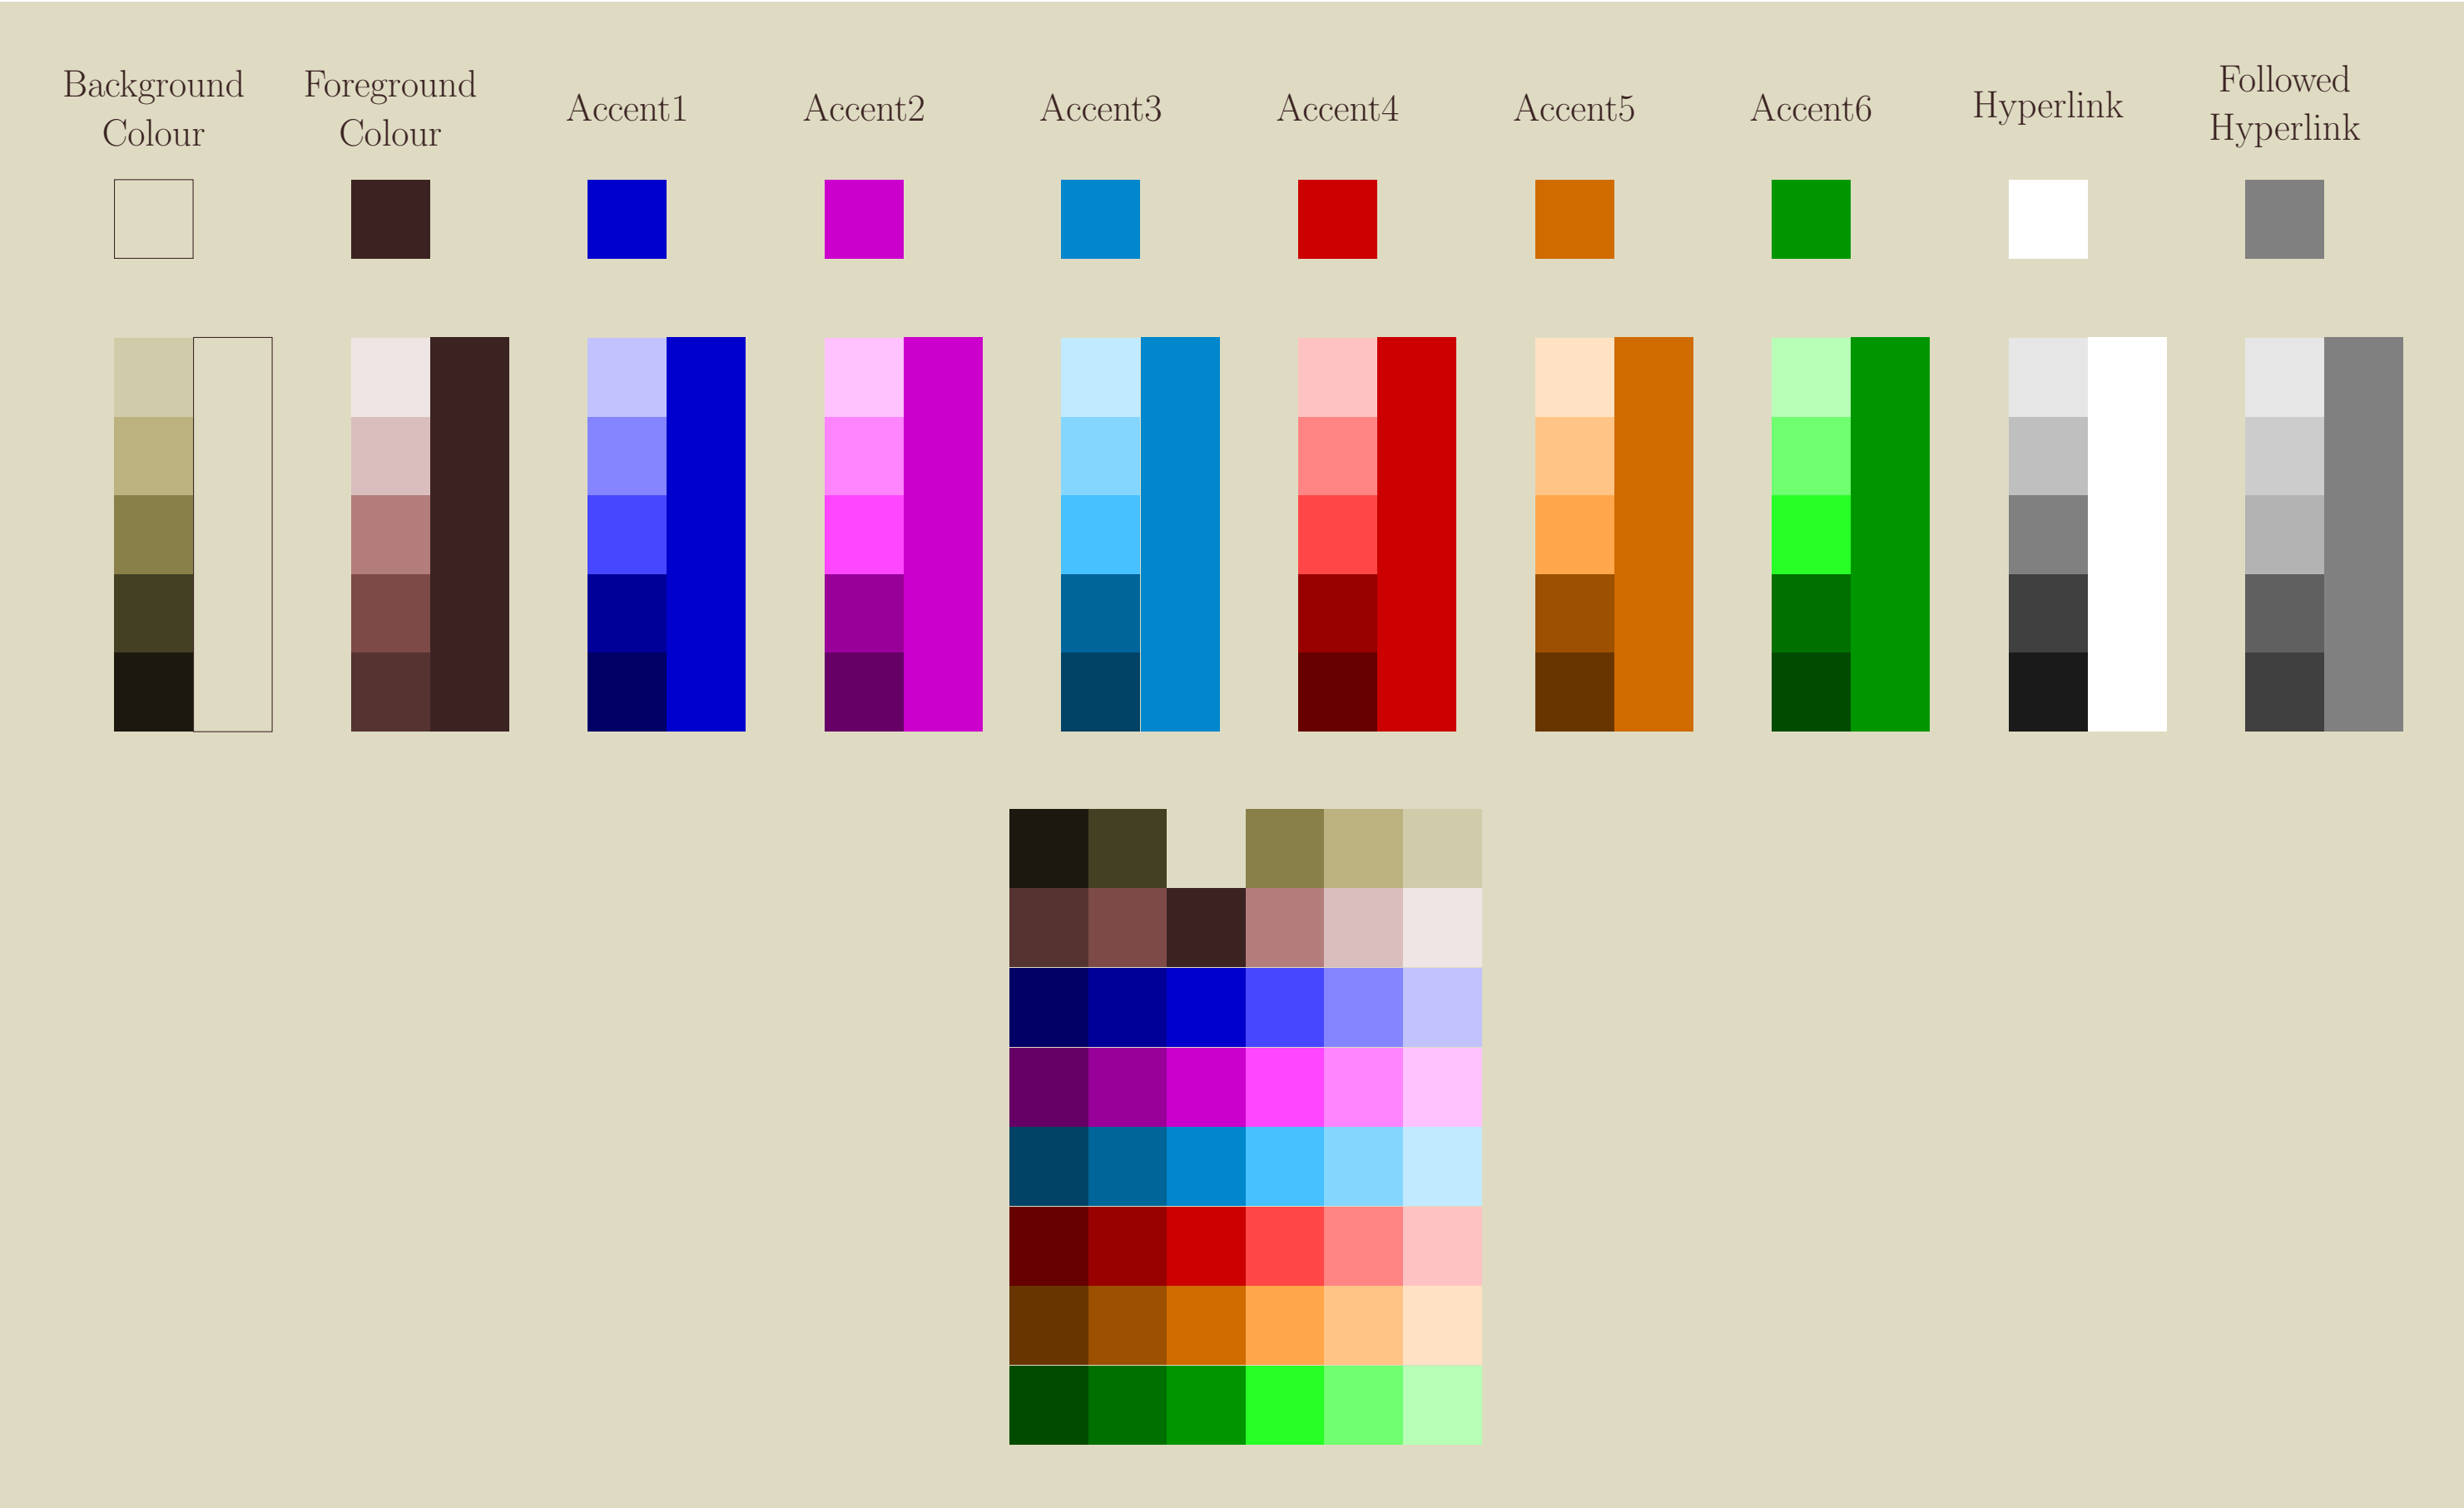 Background
Colour
Foreground
Colour
Accent1
Accent2
Accent3
Accent4
Accent5
Accent6
Hyperlink
Followed
Hyperlink